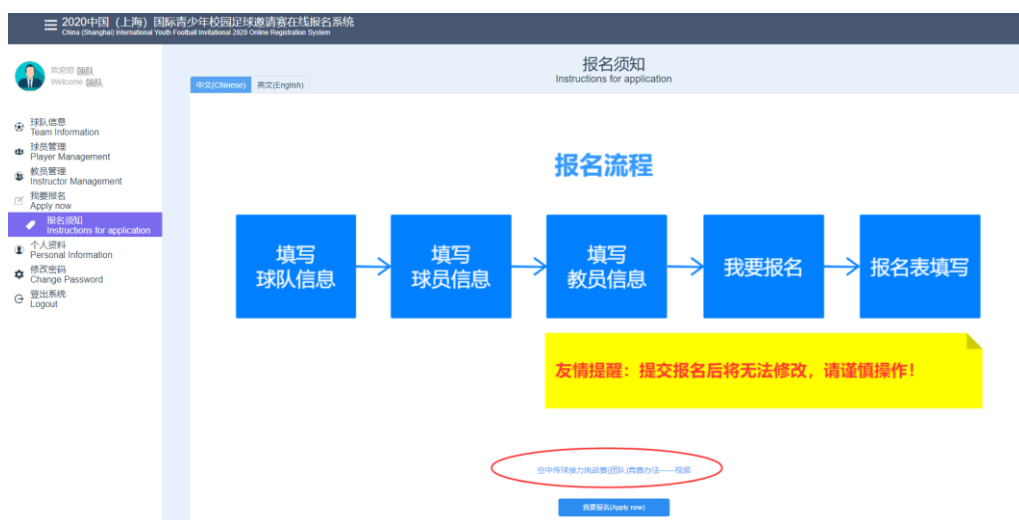 2020中国（上海）国际青少年校园足球邀请赛在线报名系统
China (Shanghai) International Youth Football Invitational 2020 Online Registration System
欢迎您 领队
Welcome 领队
球队信息
Team Information
球员管理
Player Management
教员管理
Instructor Management
我要报名
Apply now
报名须知
Instructions for application
个人资料
Personal Information
修改密码
Change Password
登出系统
Logout
报名须知
Instructions for application
中文(Chinese) 英文(English)
报名流程
填写
球队信息
填写
球员信息
填写
教员信息
我要报名
报名表填写
友情提醒：提交报名后将无法修改，请谨慎操作！
空中传球接力挑战赛(团队)竞赛办法——视频
我要报名(Apply now)